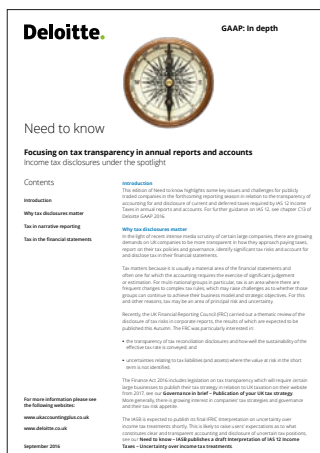 Deloitte.
GAAP: In depth
Need to know
Focusing on tax transparency in annual reports and accounts
Income tax disclosures under the spotlight
Contents
Introduction
Why tax disclosures matter
Tax in narrative reporting
Tax in the financial statements
For more information please see
the following websites:
www.ukaccountingplus.co.uk
www.deloitte.co.uk
September 2016
Introduction
This edition of Need to know highlights some key issues and challenges for publicly
traded companies in the forthcoming reporting season in relation to the transparency of
accounting for and disclosure of current and deferred taxes required by IAS 12 Income
Taxes in annual reports and accounts. For further guidance on IAS 12, see chapter C13 of
Deloitte GAAP 2016.
Why tax disclosures matter
In the light of recent intense media scrutiny of certain large companies, there are growing
demands on UK companies to be more transparent in how they approach paying taxes,
report on their tax policies and governance, identify significant tax risks and account for
and disclose tax in their financial statements.
Tax matters because it is usually a material area of the financial statements and
often one for which the accounting requires the exercise of significant judgement
or estimation. For multi-national groups in particular, tax is an area where there are
frequent changes to complex tax rules, which may raise challenges as to whether those
groups can continue to achieve their business model and strategic objectives. For this
and other reasons, tax may be an area of principal risk and uncertainty.
Recently, the UK Financial Reporting Council (FRC) carried out a thematic review of the
disclosure of tax risks in corporate reports, the results of which are expected to be
published this Autumn. The FRC was particularly interested in:
• the transparency of tax reconciliation disclosures and how well the sustainability of the
effective tax rate is conveyed; and
• uncertainties relating to tax liabilities (and assets) where the value at risk in the short
term is not identified.
The Finance Act 2016 includes legislation on tax transparency which will require certain
large businesses to publish their tax strategy in relation to UK taxation on their website
from 2017, see our Governance in brief – Publication of your UK tax strategy.
More generally, there is growing interest in companies' tax strategies and governance
and their tax risk appetite.
The IASB is expected to publish its final IFRIC Interpretation on uncertainty over
income tax treatments shortly. This is likely to raise users' expectations as to what
constitutes clear and transparent accounting and disclosure of uncertain tax positions,
see our Need to know – IASB publishes a draft Interpretation of IAS 12 Income
Taxes – Uncertainty over income tax treatments.